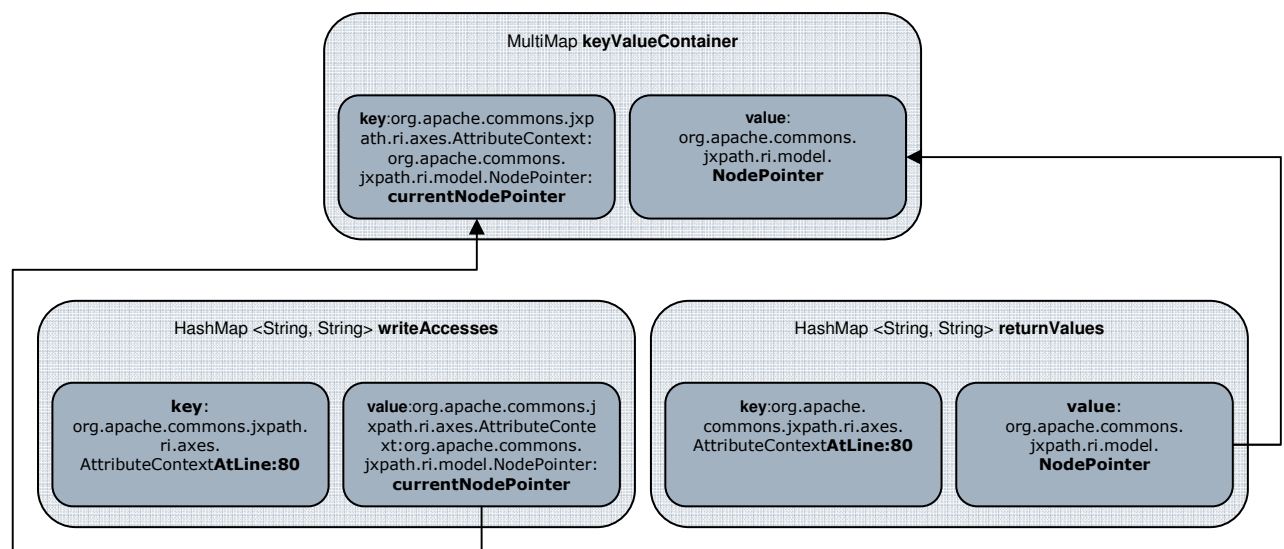 MultiMap keyValueContainer
key:org.apache.commons.jxp
ath.ri.axes.AttributeContext:
org.apache.commons.
jxpath.ri.model.NodePointer:
currentNodePointer
value:
org.apache.commons.
jxpath.ri.model.
NodePointer
HashMap <String, String> writeAccesses
key:
org.apache.commons.jxpath.
ri.axes.
AttributeContextAtLine:80
value:org.apache.commons.j
xpath.ri.axes.AttributeConte
xt:org.apache.commons.
jxpath.ri.model.NodePointer:
currentNodePointer
HashMap <String, String> returnValues
key:org.apache.
commons.jxpath.ri.axes.
AttributeContextAtLine:80
value:
org.apache.commons.
jxpath.ri.model.
NodePointer